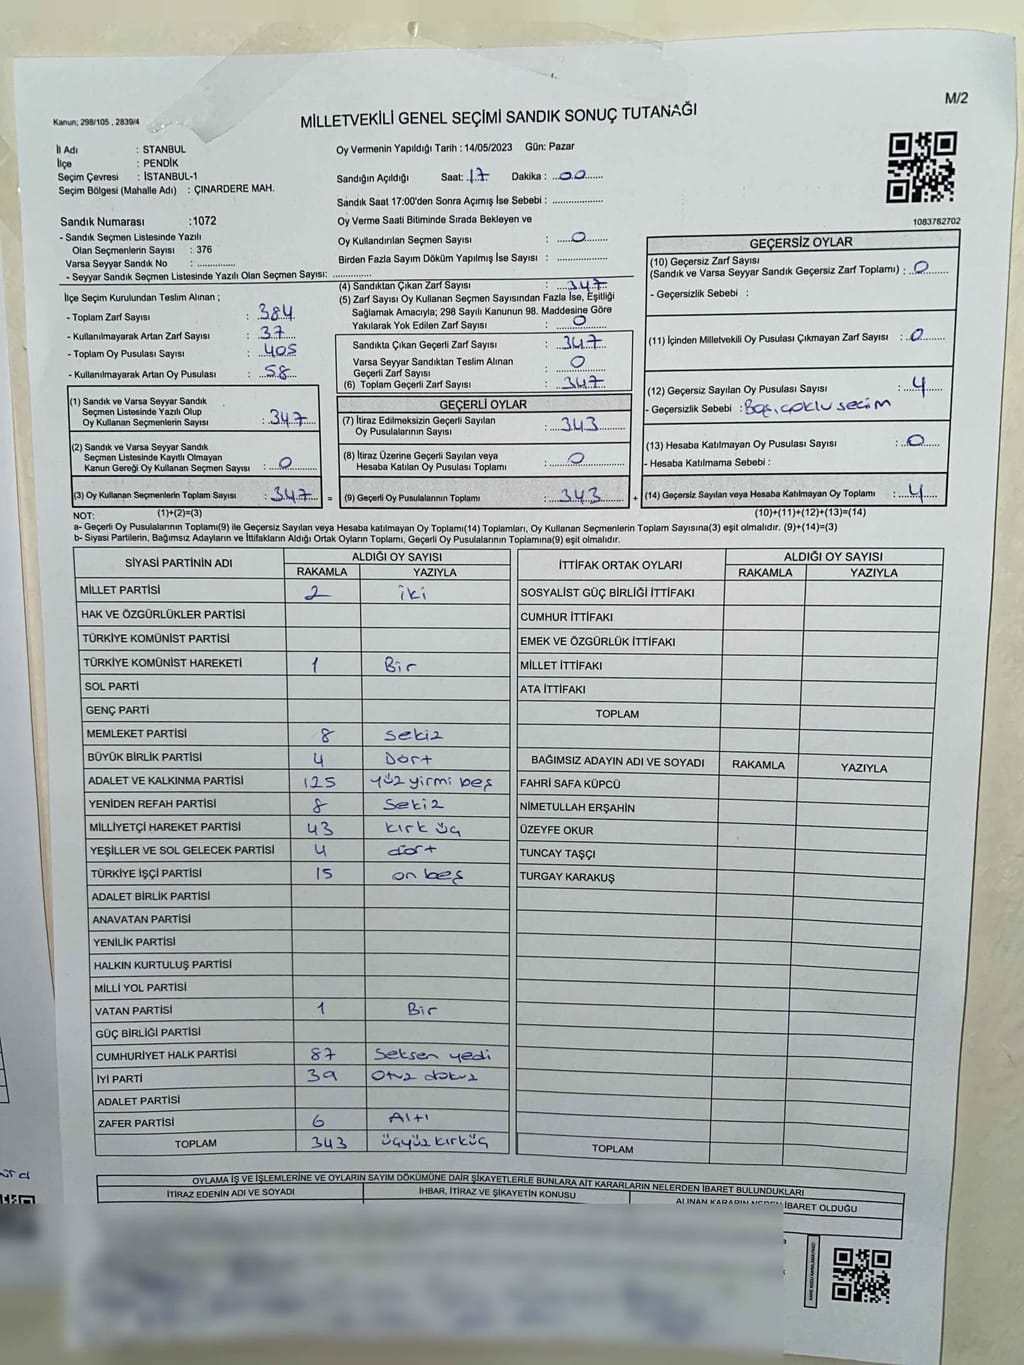 M/2
Kanun; 298/105 , 2839/4
MİLLETVEKİLİ GENEL SEÇİMİ SANDIK SONUÇ TUTANAĞI
İl Adı : STANBUL
İlçe : PENDİK
Seçim Çevresi : İSTANBUL-1
Seçim Bölgesi (Mahalle Adı) : ÇINARDERE MAH.
Oy Vermenin Yapıldığı Tarih : 14/05/2023 Gün: Pazar
Sandığın Açıldığı Saat: 17 Dakika : 00
Sandık Saat 17:00'den Sonra Açımış İse Sebebi :
Sandık Numarası :1072
- Sandık Seçmen Listesinde Yazılı
Olan Seçmenlerin Sayısı : 376
Varsa Seyyar Sandık No :
- Seyyar Sandık Seçmen Listesinde Yazılı Olan Seçmen Sayısı:
Oy Verme Saati Bitiminde Sırada Bekleyen ve
Oy Kullandırılan Seçmen Sayısı : 0
Birden Fazla Sayım Döküm Yapılmış İse Sayısı :
1083782702
İlçe Seçim Kurulundan Teslim Alınan ;
- Toplam Zarf Sayısı : 384
- Kullanılmayarak Artan Zarf Sayısı : 37
- Toplam Oy Pusulası Sayısı : 405
- Kullanılmayarak Artan Oy Pusulası : 58
(1) Sandık ve Varsa Seyyar Sandık
Seçmen Listesinde Yazılı Olup
Oy Kullanan Seçmenlerin Sayısı : 347
(2) Sandık ve Varsa Seyyar Sandık
Seçmen Listesinde Kayıtlı Olmayan
Kanun Gereği Oy Kullanan Seçmen Sayısı : 0
(3) Oy Kullanan Seçmenlerin Toplam Sayısı : 347 =
(4) Sandıktan Çıkan Zarf Sayısı : 347
(5) Zarf Sayısı Oy Kullanan Seçmen Sayısından Fazla İse, Eşitliği
Sağlamak Amacıyla; 298 Sayılı Kanunun 98. Maddesine Göre
Yakılarak Yok Edilen Zarf Sayısı : 0
Sandıkta Çıkan Geçerli Zarf Sayısı : 347
Varsa Seyyar Sandıktan Teslim Alınan
Geçerli Zarf Sayısı : 0
(6) Toplam Geçerli Zarf Sayısı : 347
GEÇERLİ OYLAR
(7) İtiraz Edilmeksizin Geçerli Sayılan
Oy Pusulalarının Sayısı : 343
(8) İtiraz Üzerine Geçerli Sayılan veya
Hesaba Katılan Oy Pusulası Toplamı : 0
(9) Geçerli Oy Pusulalarının Toplamı : 343 +
GEÇERSİZ OYLAR
(10) Geçersiz Zarf Sayısı
(Sandık ve Varsa Seyyar Sandık Geçersiz Zarf Toplamı) : 0
- Geçersizlik Sebebi :
(11) İçinden Milletvekili Oy Pusulası Çıkmayan Zarf Sayısı : 0
(12) Geçersiz Sayılan Oy Pusulası Sayısı : 4
- Geçersizlik Sebebi : Boş, çoklu seçim
(13) Hesaba Katılmayan Oy Pusulası Sayısı : 0
- Hesaba Katılmama Sebebi :
(14) Geçersiz Sayılan veya Hesaba Katılmayan Oy Toplamı : 4
NOT: (1)+(2)=(3) (10)+(11)+(12)+(13)=(14)
a- Geçerli Oy Pusulalarının Toplamı(9) ile Geçersiz Sayılan veya Hesaba katılmayan Oy Toplamı(14) Toplamları, Oy Kullanan Seçmenlerin Toplam Sayısına(3) eşit olmalıdır. (9)+(14)=(3)
b- Siyasi Partilerin, Bağımsız Adayların ve İttifakların Aldığı Ortak Oyların Toplamı, Geçerli Oy Pusulalarının Toplamına(9) eşit olmalıdır.
SİYASİ PARTİNİN ADI ALDIĞI OY SAYISI
RAKAMLA YAZIYLA
MİLLET PARTİSİ 2 iki
HAK VE ÖZGÜRLÜKLER PARTİSİ
TÜRKİYE KOMÜNİST PARTİSİ
TÜRKİYE KOMÜNİST HAREKETİ 1 Bir
SOL PARTİ
GENÇ PARTİ
MEMLEKET PARTİSİ 8 sekiz
BÜYÜK BİRLİK PARTİSİ 4 Dört
ADALET VE KALKINMA PARTİSİ 125 yüz yirmi beş
YENİDEN REFAH PARTİSİ 8 Sekiz
MİLLİYETÇİ HAREKET PARTİSİ 43 kırk üç
YEŞİLLER VE SOL GELECEK PARTİSİ 4 dört
TÜRKİYE İŞÇİ PARTİSİ 15 on beş
ADALET BİRLİK PARTİSİ
ANAVATAN PARTİSİ
YENİLİK PARTİSİ
HALKIN KURTULUŞ PARTİSİ
MİLLİ YOL PARTİSİ
VATAN PARTİSİ 1 Bir
GÜÇ BİRLİĞİ PARTİSİ
CUMHURİYET HALK PARTİSİ 87 Seksen yedi
İYİ PARTİ 39 Otuz dokuz
ADALET PARTİSİ
ZAFER PARTİSİ 6 Altı
TOPLAM 343 üçyüz kırküç
İTTİFAK ORTAK OYLARI ALDIĞI OY SAYISI
RAKAMLA YAZIYLA
SOSYALİST GÜÇ BİRLİĞİ İTTİFAKI
CUMHUR İTTİFAKI
EMEK VE ÖZGÜRLÜK İTTİFAKI
MİLLET İTTİFAKI
ATA İTTİFAKI
TOPLAM
BAĞIMSIZ ADAYIN ADI VE SOYADI RAKAMLA YAZIYLA
FAHRİ SAFA KÜPCÜ
NİMETULLAH ERŞAHİN
ÜZEYFE OKUR
TUNCAY TAŞÇI
TURGAY KARAKUŞ
TOPLAM
OYLAMA İŞ VE İŞLEMLERİNE VE OYLARIN SAYIM DÖKÜMÜNE DAİR ŞİKAYETLERLE BUNLARA AİT KARARLARIN NELERDEN İBARET BULUNDUKLARI
İTİRAZ EDENİN ADI VE SOYADI İHBAR, İTİRAZ VE ŞİKAYETİN KONUSU ALINAN KARARIN NEDEN İBARET OLDUĞU